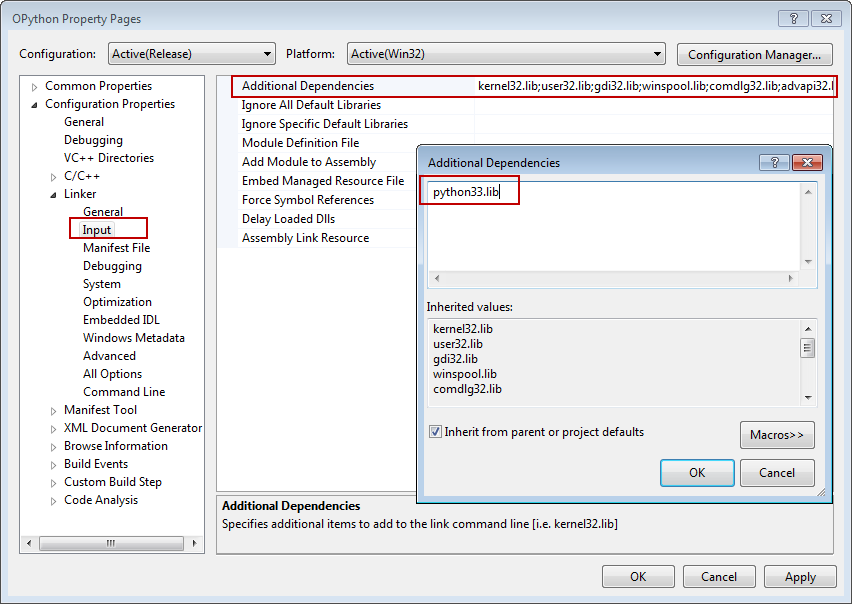 OPython Property Pages
Configuration: Active(Release) Platform: Active(Win32) Configuration Manager...
Common Properties
Configuration Properties
General
Debugging
VC++ Directories
C/C++
Linker
General
Input
Manifest File
Debugging
System
Optimization
Embedded IDL
Windows Metadata
Advanced
All Options
Command Line
Manifest Tool
XML Document Generator
Browse Information
Build Events
Custom Build Step
Code Analysis
Additional Dependencies kernel32.lib;user32.lib;gdi32.lib;winspool.lib;comdlg32.lib;advapi32.l
Ignore All Default Libraries
Ignore Specific Default Libraries
Module Definition File
Add Module to Assembly
Embed Managed Resource File
Force Symbol References
Delay Loaded Dlls
Assembly Link Resource
Additional Dependencies
python33.lib
Inherited values:
kernel32.lib
user32.lib
gdi32.lib
winspool.lib
comdlg32.lib
Inherit from parent or project defaults
Macros>>
OK Cancel
Additional Dependencies
Specifies additional items to add to the link command line [i.e. kernel32.lib]
OK Cancel Apply